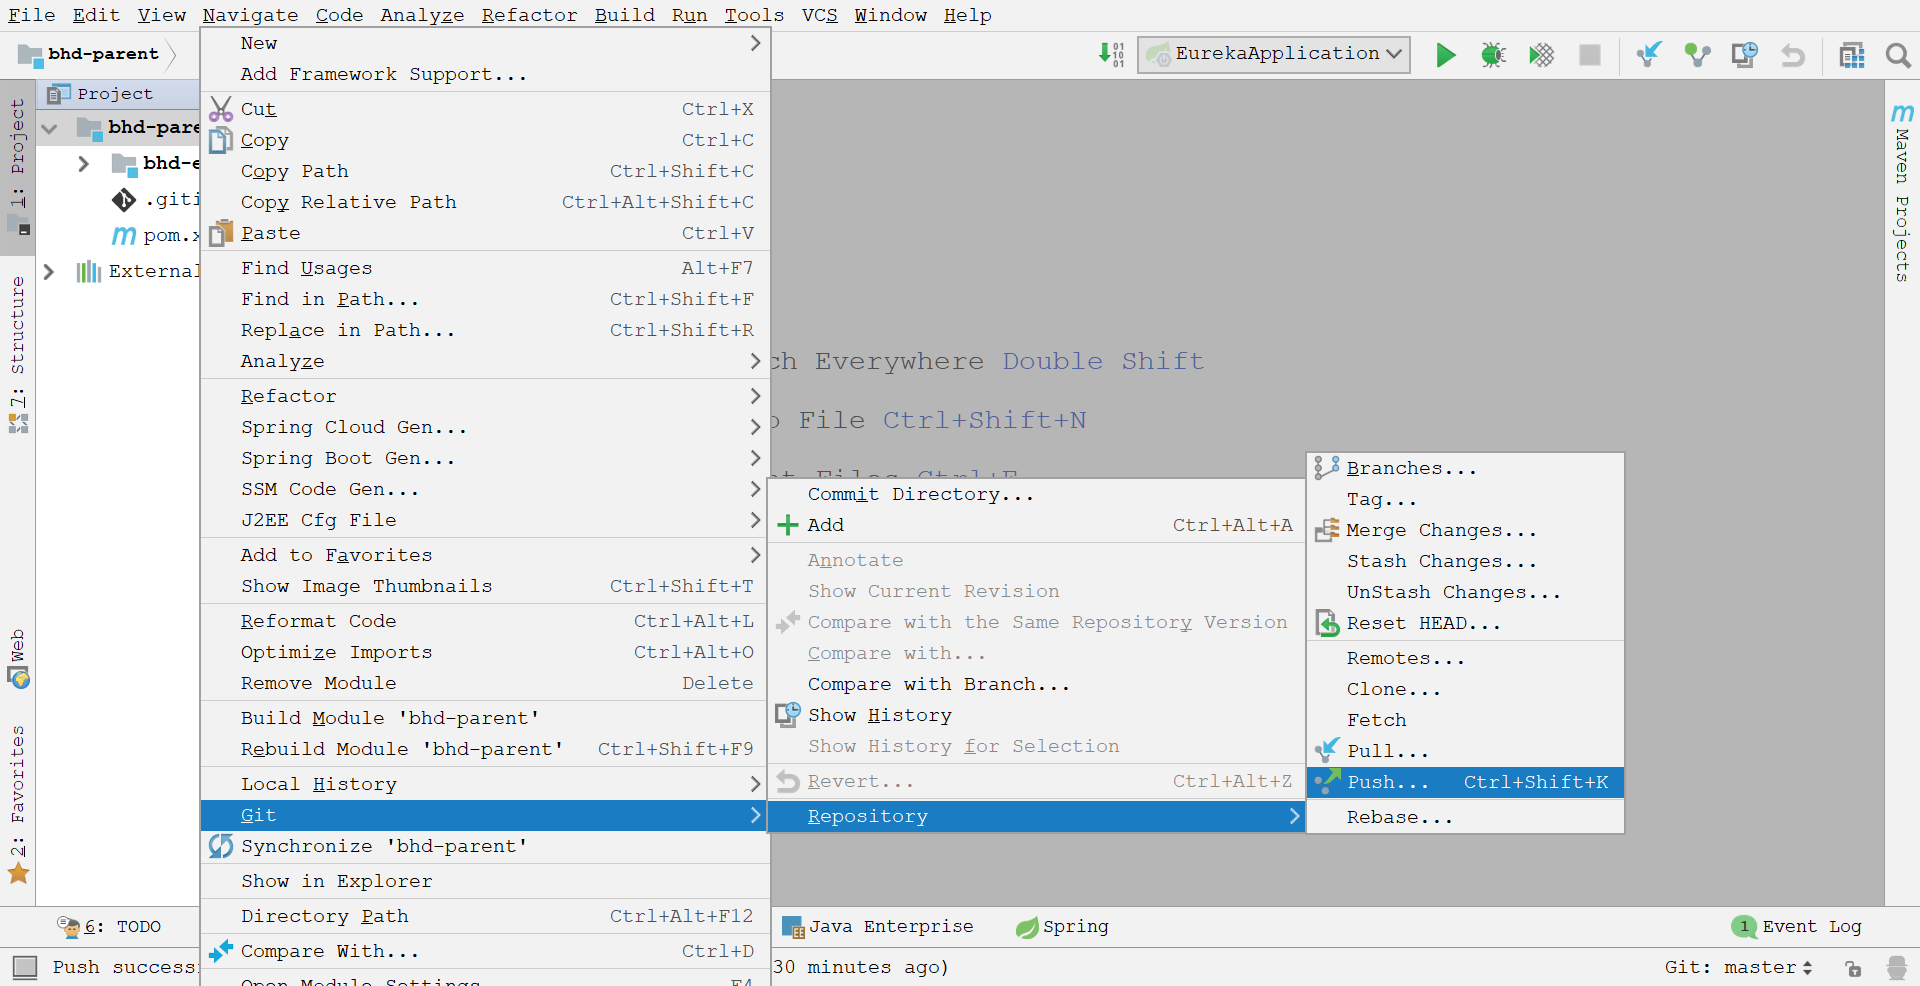 File Edit View Navigate Code Analyze Refactor Build Run Tools VCS Window Help
bhd-parent
EurekaApplication
Project
bhd-pare
bhd-e
.giti
pom.x
External
1: Project
7: Structure
Web
2: Favorites
New
Add Framework Support...
Cut Ctrl+X
Copy Ctrl+C
Copy Path Ctrl+Shift+C
Copy Relative Path Ctrl+Alt+Shift+C
Paste Ctrl+V
Find Usages Alt+F7
Find in Path... Ctrl+Shift+F
Replace in Path... Ctrl+Shift+R
Analyze
Refactor
Spring Cloud Gen...
Spring Boot Gen...
SSM Code Gen...
J2EE Cfg File
Add to Favorites
Show Image Thumbnails Ctrl+Shift+T
Reformat Code Ctrl+Alt+L
Optimize Imports Ctrl+Alt+O
Remove Module Delete
Build Module 'bhd-parent'
Rebuild Module 'bhd-parent' Ctrl+Shift+F9
Local History
Git
Synchronize 'bhd-parent'
Show in Explorer
Directory Path Ctrl+Alt+F12
Compare With... Ctrl+D
Open Module Settings F4
ch Everywhere Double Shift
o File Ctrl+Shift+N
nt Files Ctrl+E
Commit Directory...
Add Ctrl+Alt+A
Annotate
Show Current Revision
Compare with the Same Repository Version
Compare with...
Compare with Branch...
Show History
Show History for Selection
Revert... Ctrl+Alt+Z
Repository
Branches...
Tag...
Merge Changes...
Stash Changes...
UnStash Changes...
Reset HEAD...
Remotes...
Clone...
Fetch
Pull...
Push... Ctrl+Shift+K
Rebase...
Maven Projects
6: TODO
Java Enterprise
Spring
1 Event Log
Push success
30 minutes ago)
Git: master